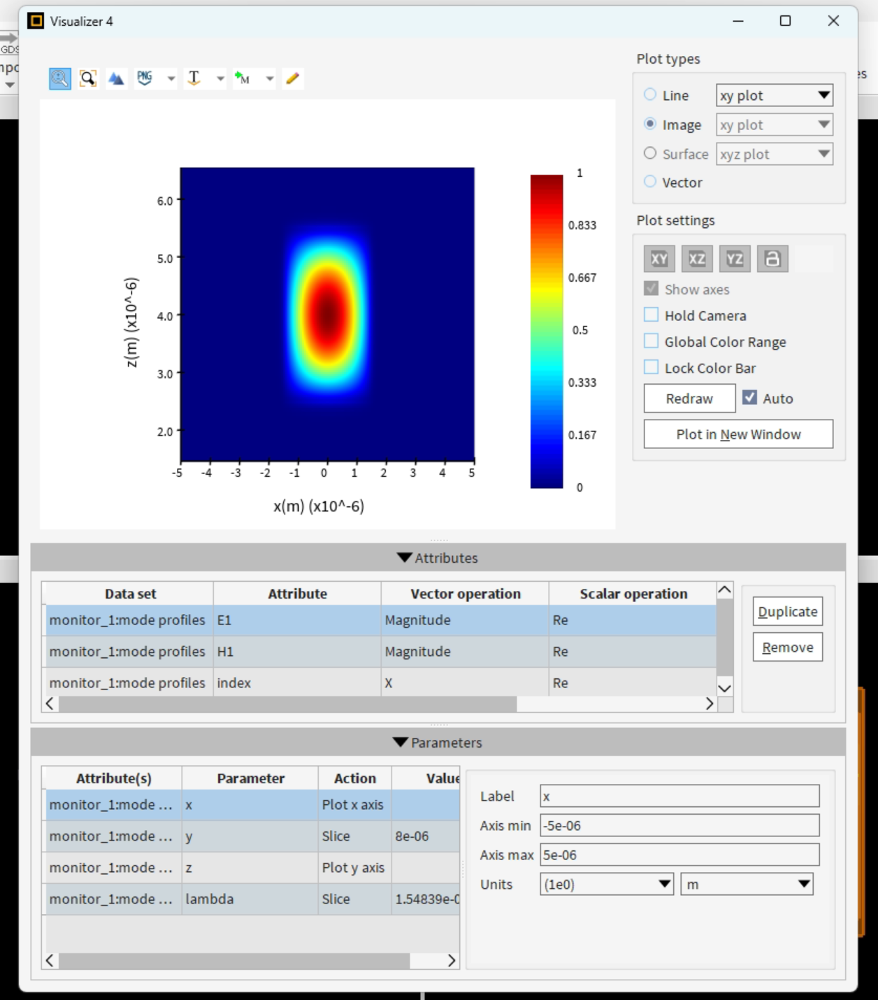 Visualizer 4
GDS
PNG
T
M
Plot types
Line xy plot
Image xy plot
Surface xyz plot
Vector
Plot settings
XY XZ YZ
Show axes
Hold Camera
Global Color Range
Lock Color Bar
Redraw Auto
Plot in New Window
z(m) (x10^-6)
6.0
5.0
4.0
3.0
2.0
-5 -4 -3 -2 -1 0 1 2 3 4 5
x(m) (x10^-6)
1
0.833
0.667
0.5
0.333
0.167
0
Attributes
Data set Attribute Vector operation Scalar operation
monitor_1:mode profiles E1 Magnitude Re
monitor_1:mode profiles H1 Magnitude Re
monitor_1:mode profiles index X Re
Duplicate
Remove
Parameters
Attribute(s) Parameter Action Value
monitor_1:mode ... x Plot x axis
monitor_1:mode ... y Slice 8e-06
monitor_1:mode ... z Plot y axis
monitor_1:mode ... lambda Slice 1.54839e-0
Label x
Axis min -5e-06
Axis max 5e-06
Units (1e0) m